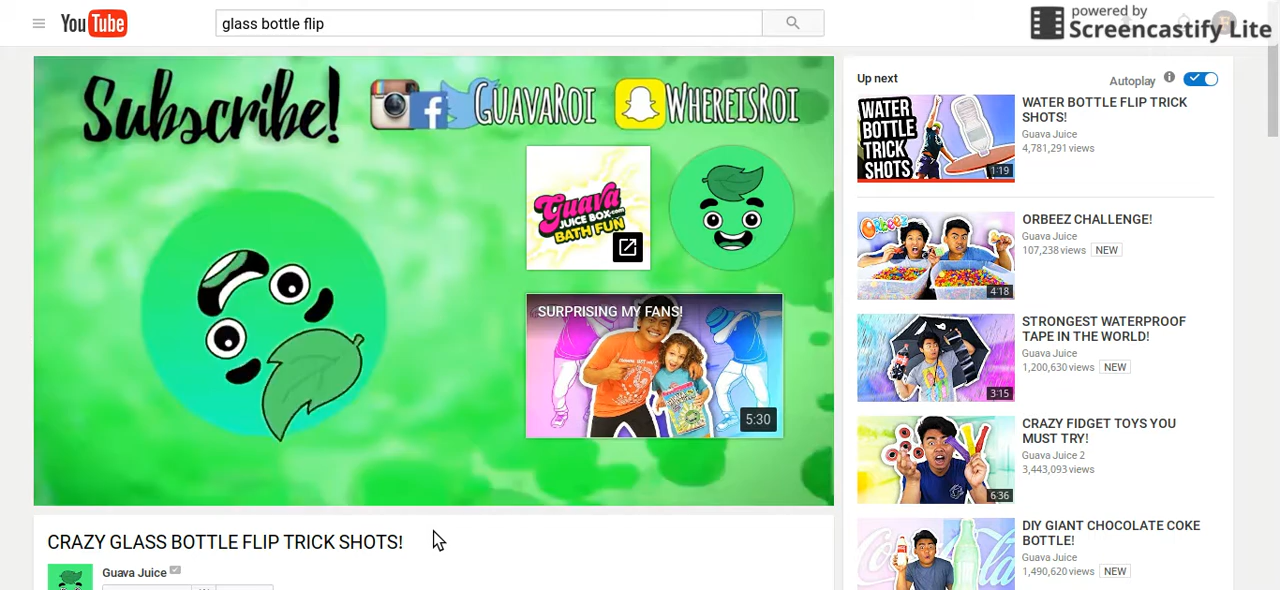 YouTube
glass bottle flip
powered by
Screencastify Lite
Subscribe!
GUAVAROI
WHEREISROI
Guava
JUICE BOX.com
BATH FUN
SURPRISING MY FANS!
5:30
CRAZY GLASS BOTTLE FLIP TRICK SHOTS!
Guava Juice
Up next
Autoplay
WATER
BOTTLE
TRICK
SHOTS
1:19
WATER BOTTLE FLIP TRICK
SHOTS!
Guava Juice
4,781,291 views
Orbeez
4:18
ORBEEZ CHALLENGE!
Guava Juice
107,238 views NEW
3:15
STRONGEST WATERPROOF
TAPE IN THE WORLD!
Guava Juice
1,200,630 views NEW
6:36
CRAZY FIDGET TOYS YOU
MUST TRY!
Guava Juice 2
3,443,093 views
DIY GIANT CHOCOLATE COKE
BOTTLE!
Guava Juice
1,490,620 views NEW